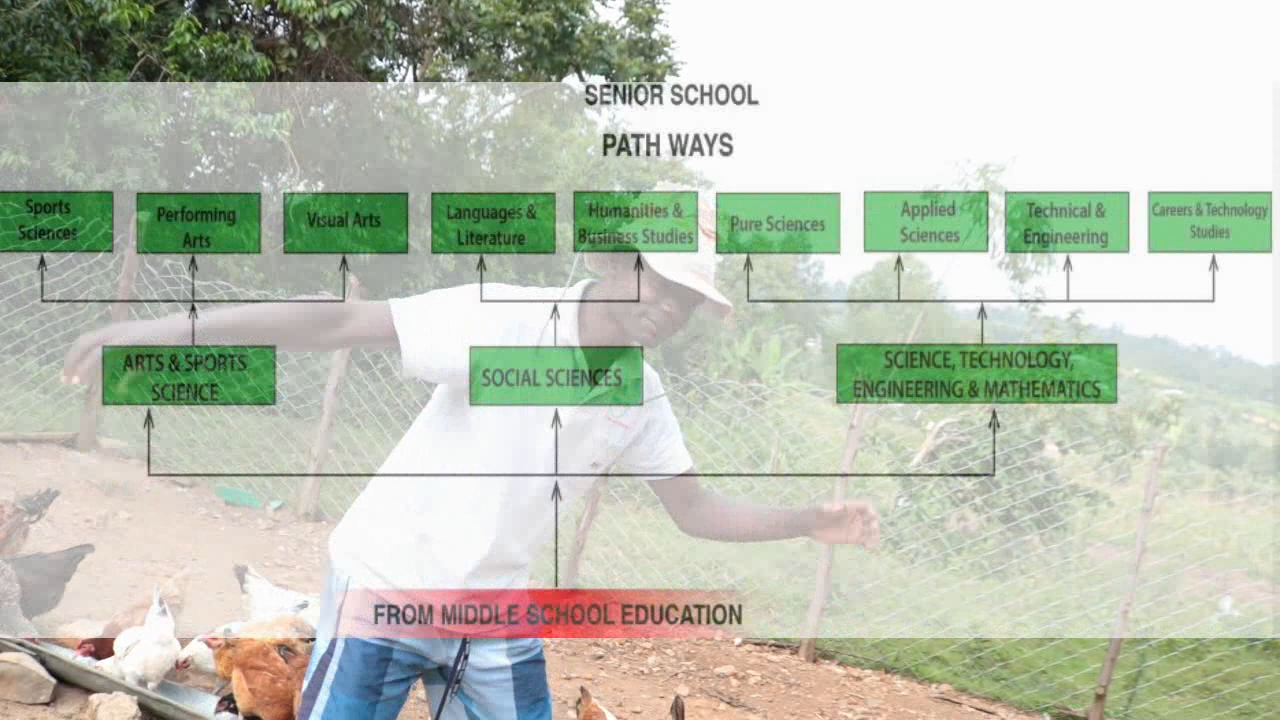 SENIOR SCHOOL
PATH WAYS
Sports
Sciences
Performing
Arts
Visual Arts
Languages &
Literature
Humanities &
Business Studies
Pure Sciences
Applied
Sciences
Technical &
Engineering
Careers & Technology
Studies
ARTS & SPORTS
SCIENCE
SOCIAL SCIENCES
SCIENCE, TECHNOLOGY,
ENGINEERING & MATHEMATICS
FROM MIDDLE SCHOOL EDUCATION